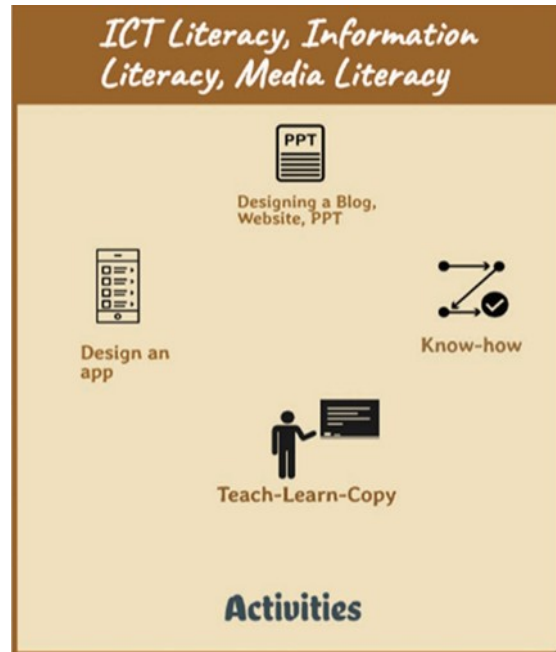 ICT Literacy, Information
Literacy, Media Literacy
PPT
Designing a Blog,
Website, PPT
Design an
app
Know-how
Teach-Learn-Copy
Activities